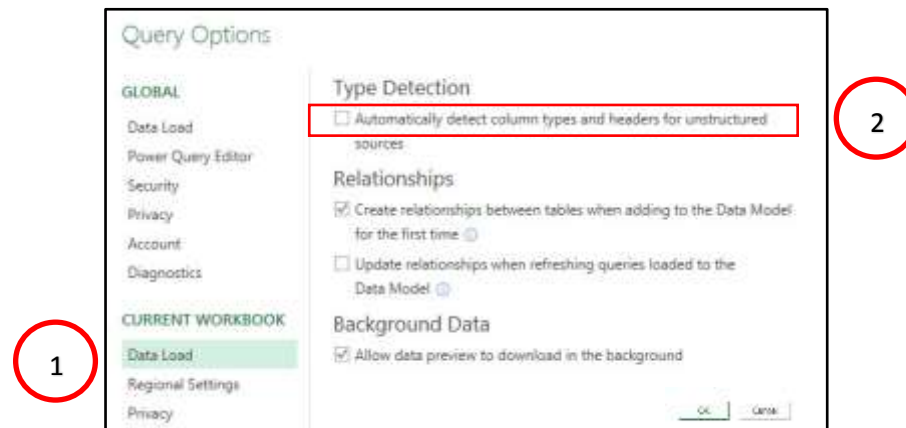 Query Options
GLOBAL
Data Load
Power Query Editor
Security
Privacy
Account
Diagnostics
CURRENT WORKBOOK
Data Load
Regional Settings
Privacy
Type Detection
Automatically detect column types and headers for unstructured
sources
Relationships
Create relationships between tables when adding to the Data Model
for the first time
Update relationships when refreshing queries loaded to the
Data Model
Background Data
Allow data preview to download in the background
OK
Cancel
1
2